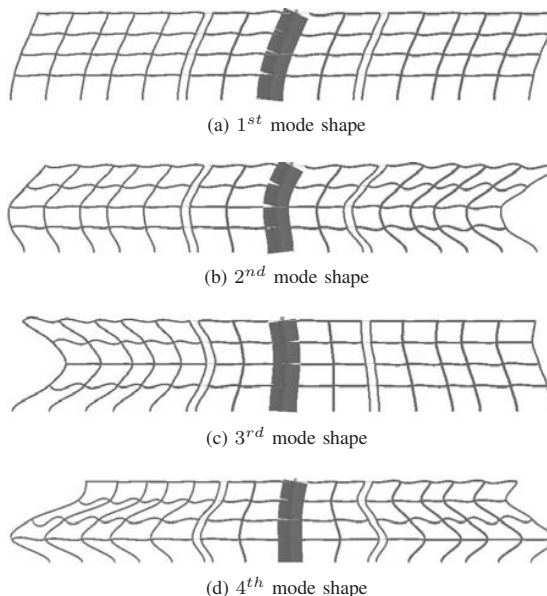 (a) 1st mode shape
(b) 2nd mode shape
(c) 3rd mode shape
(d) 4th mode shape